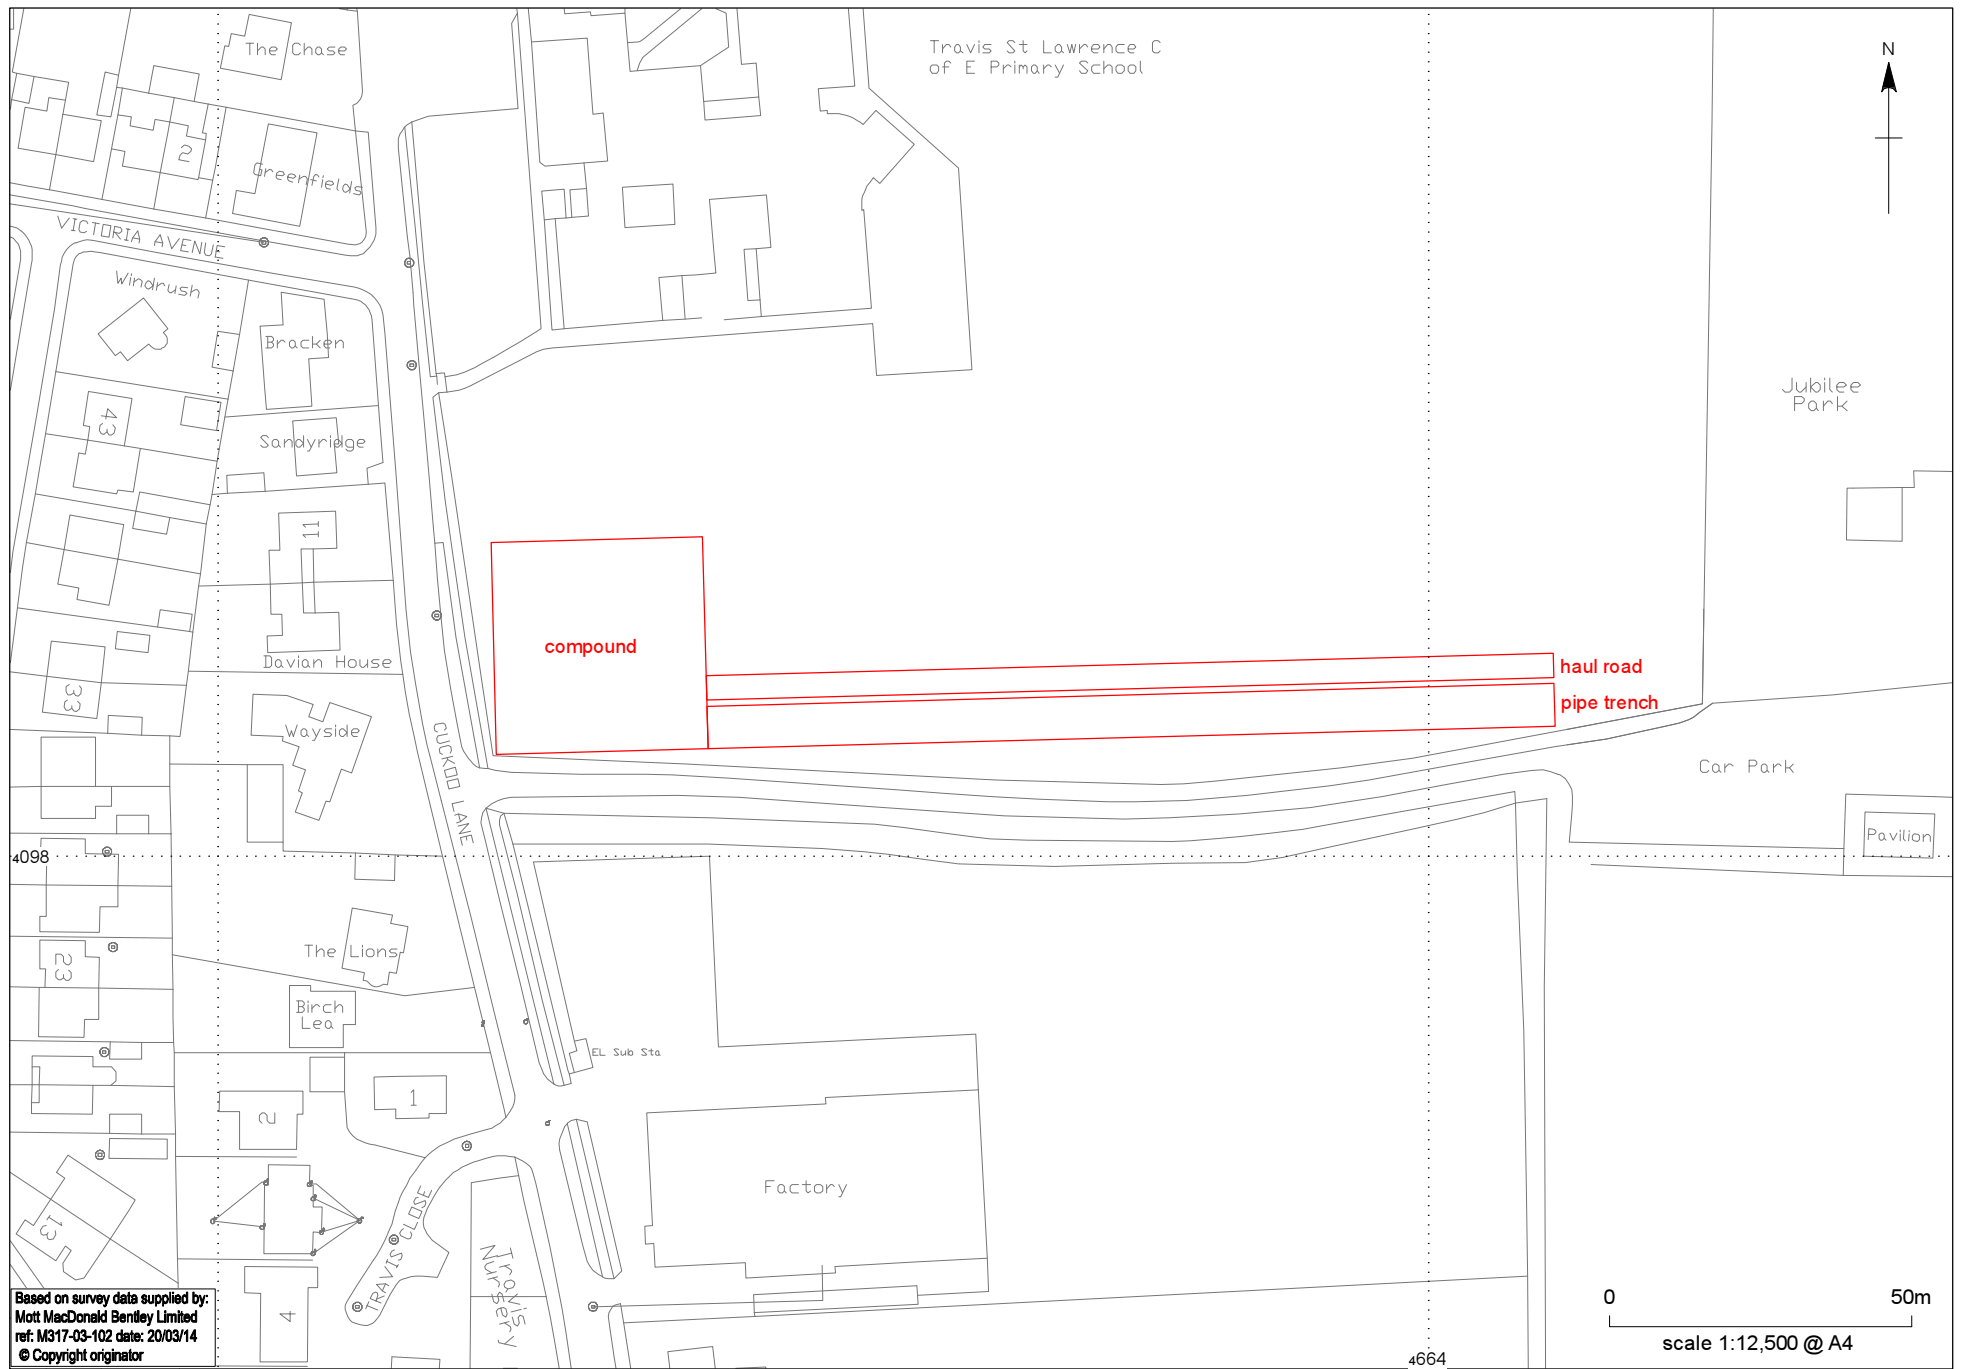 The Chase
Travis St Lawrence C
of E Primary School
N
2
Greenfields
VICTORIA AVENUE
Windrush
Bracken
Jubilee
Park
43
Sandyridge
11
compound
Davian House
haul road
33
pipe trench
Wayside
CUCKOO LANE
Car Park
Pavilion
4098
23
The Lions
Birch
Lea
EL Sub Sta
1
2
Factory
13
TRAVIS CLOSE
Travis
Nursery
4
Based on survey data supplied by:
Mott MacDonald Bentley Limited
ref: M317-03-102 date: 20/03/14
© Copyright originator
0 50m
scale 1:12,500 @ A4
4664